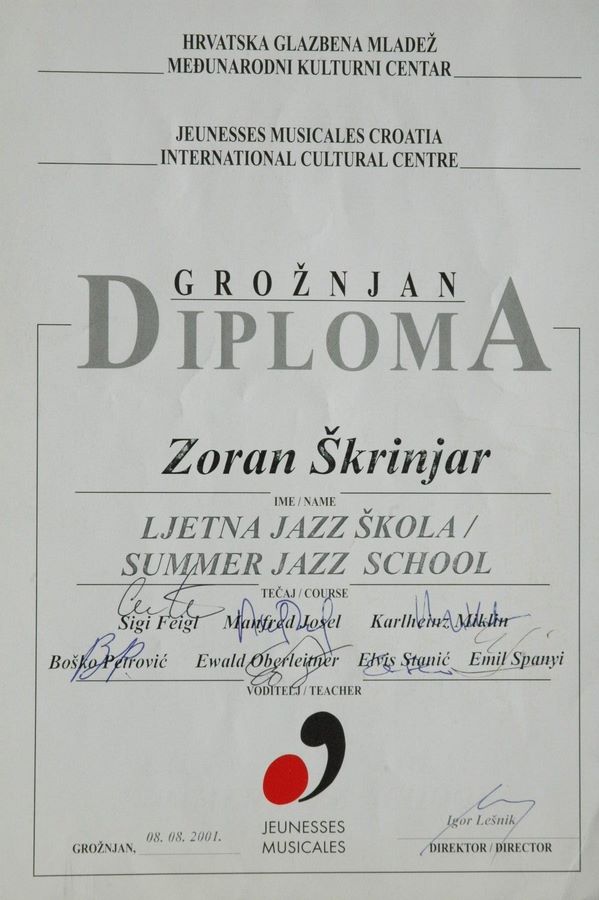 HRVATSKA GLAZBENA MLADEŽ
MEĐUNARODNI KULTURNI CENTAR
JEUNESSES MUSICALES CROATIA
INTERNATIONAL CULTURAL CENTRE
GROŽNJAN
DIPLOMA
Zoran Škrinjar
IME / NAME
LJETNA JAZZ ŠKOLA /
SUMMER JAZZ SCHOOL
TEČAJ / COURSE
Sigi Feigl Manfred Josel Karlheinz Miklin
Boško Petrović Ewald Oberleitner Elvis Stanić Emil Spanyi
VODITELJ / TEACHER
JEUNESSES
MUSICALES
GROŽNJAN, 08. 08. 2001.
Igor Lešnik
DIREKTOR / DIRECTOR